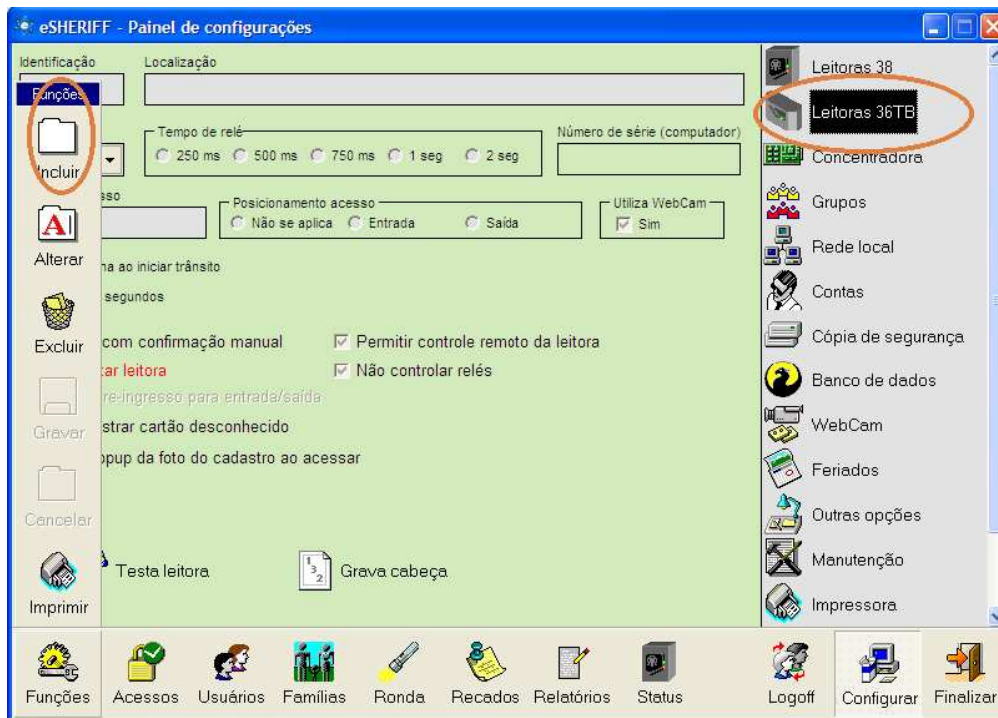 eSHERIFF - Painel de configurações
Identificação
Localização
Funções
Incluir
Alterar
Excluir
Gravar
Cancelar
Imprimir
Tempo de relé
250 ms 500 ms 750 ms 1 seg 2 seg
Número de série (computador)
sso
Posicionamento acesso
Não se aplica Entrada Saída
Utiliza WebCam
Sim
na ao iniciar trânsito
segundos
com confirmação manual
Permitir controle remoto da leitora
ar leitora
Não controlar relés
re-ingresso para entrada/saída
strar cartão desconhecido
opup da foto do cadastro ao acessar
Testa leitora
1 3 2
Grava cabeça
Leitoras 38
Leitoras 36TB
Concentradora
Grupos
Rede local
Contas
Cópia de segurança
Banco de dados
WebCam
Feriados
Outras opções
Manutenção
Impressora
Funções Acessos Usuários Famílias Ronda Recados Relatórios Status Logoff Configurar Finalizar